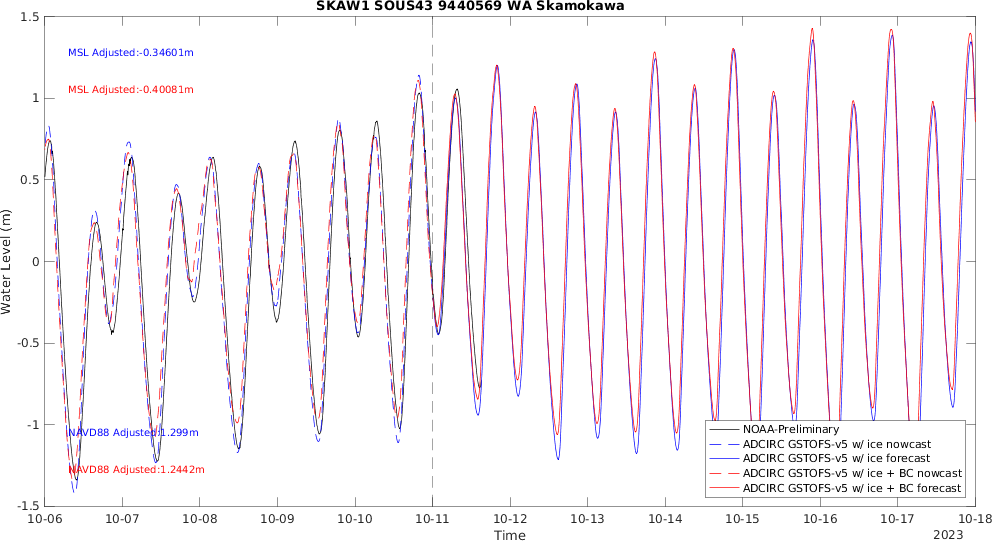 SKAW1 SOUS43 9440569 WA Skamokawa
MSL Adjusted:-0.34601m
MSL Adjusted:-0.40081m
NAVD88 Adjusted:1.299m
NAVD88 Adjusted:1.2442m
Water Level (m)
1.5
1
0.5
0
-0.5
-1
-1.5
NOAA-Preliminary
ADCIRC GSTOFS-v5 w/ ice nowcast
ADCIRC GSTOFS-v5 w/ ice forecast
ADCIRC GSTOFS-v5 w/ ice + BC nowcast
ADCIRC GSTOFS-v5 w/ ice + BC forecast
10-06 10-07 10-08 10-09 10-10 10-11 10-12 10-13 10-14 10-15 10-16 10-17 10-18
Time
2023